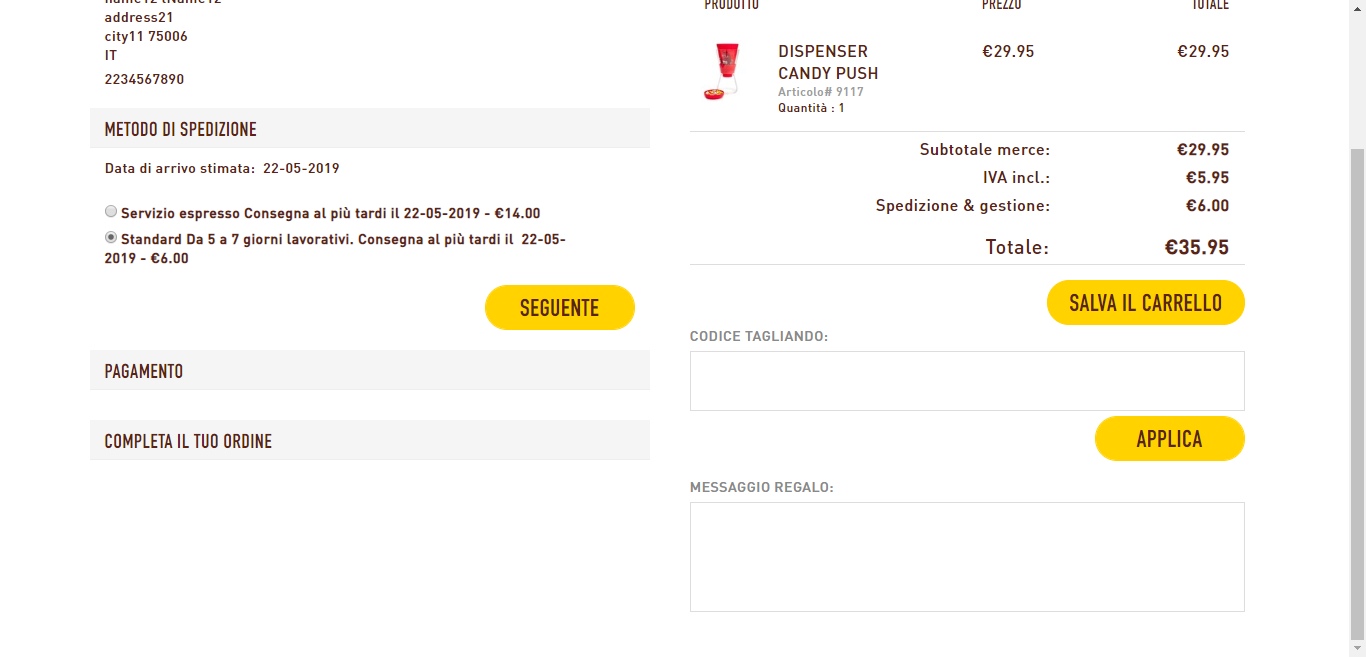 address21
city11 75006
IT
2234567890
METODO DI SPEDIZIONE
Data di arrivo stimata: 22-05-2019
Servizio espresso Consegna al più tardi il 22-05-2019 - €14.00
Standard Da 5 a 7 giorni lavorativi. Consegna al più tardi il 22-05-
2019 - €6.00
SEGUENTE
PAGAMENTO
COMPLETA IL TUO ORDINE
PRODOTTO PREZZO TOTALE
DISPENSER €29.95 €29.95
CANDY PUSH
Articolo# 9117
Quantità : 1
Subtotale merce: €29.95
IVA incl.: €5.95
Spedizione & gestione: €6.00
Totale: €35.95
SALVA IL CARRELLO
CODICE TAGLIANDO:
APPLICA
MESSAGGIO REGALO: